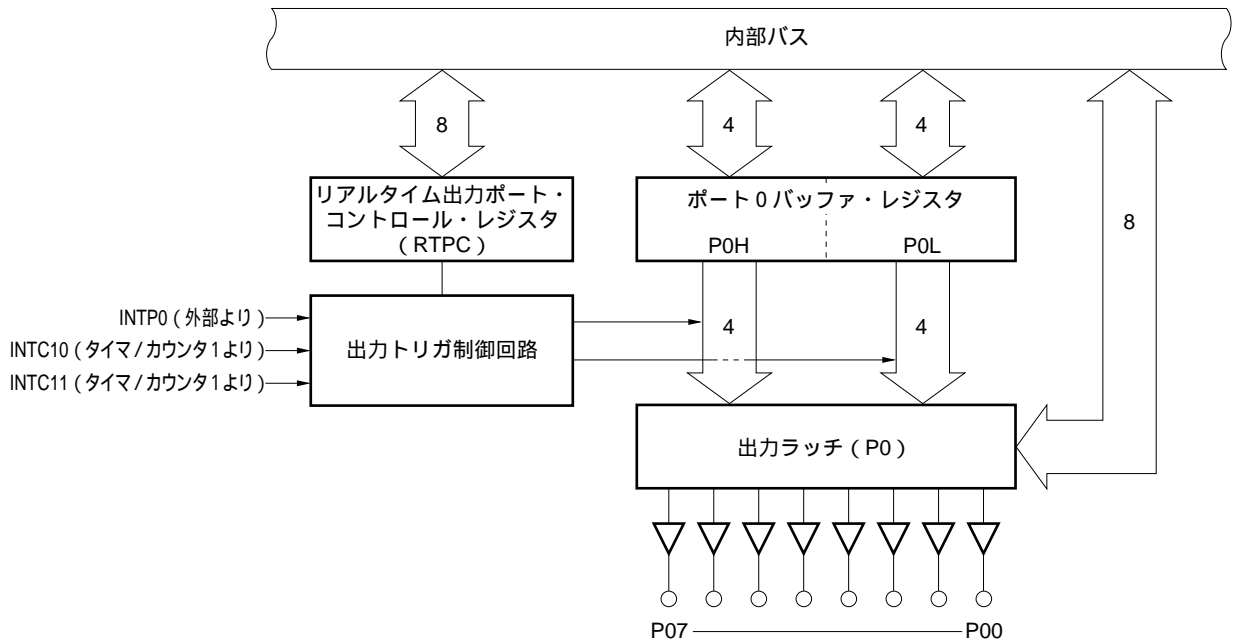 内部バス
8
4
4
リアルタイム出力ポート・
コントロール・レジスタ
(RTPC)
ポート0バッファ・レジスタ
P0H
P0L
8
INTP0(外部より)
INTC10(タイマ/カウンタ1より)
INTC11(タイマ/カウンタ1より)
出力トリガ制御回路
4
4
出力ラッチ(P0)
P07
P00